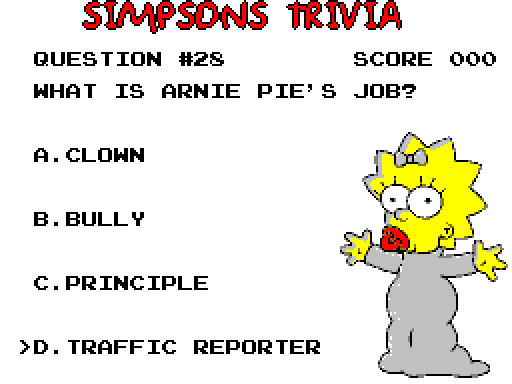 SIMPSONS TRIVIA
QUESTION #28 SCORE 000
WHAT IS ARNIE PIE'S JOB?
A.CLOWN
B.BULLY
C.PRINCIPLE
>D.TRAFFIC REPORTER